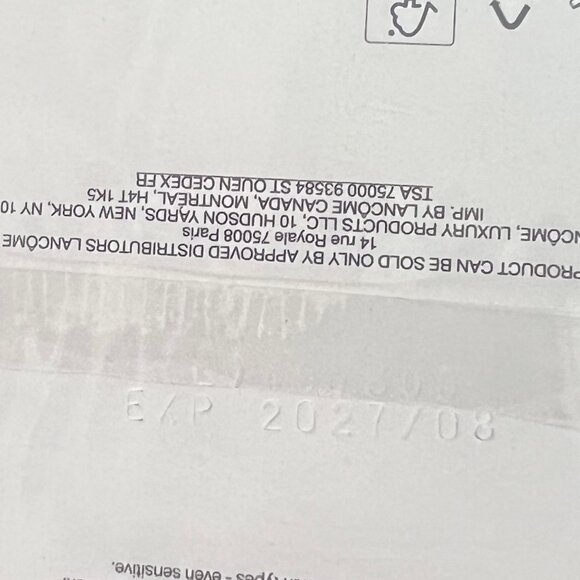 types - even sensitive.
EXP 2027/08
PRODUCT CAN BE SOLD ONLY BY APPROVED DISTRIBUTORS LANCÔME
14 rue Royale 75008 Paris
LUXURY PRODUCTS LLC, 10 HUDSON YARDS, NEW YORK, NY 10
IMP. BY LANCÔME CANADA, MONTREAL, H4T 1K5
TSA 75000 93584 ST OUEN CEDEX FR